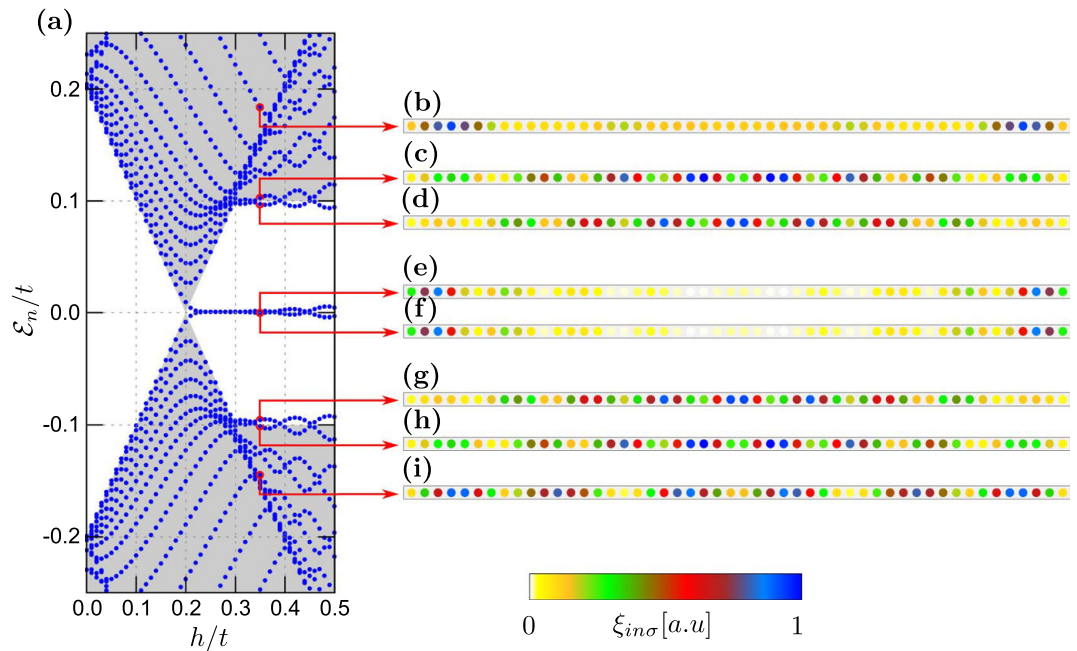 (a)
0.2
0.1
0.0
-0.1
-0.2
ℰₙ/t
0.0 0.1 0.2 0.3 0.4 0.5
h/t
(b)
(c)
(d)
(e)
(f)
(g)
(h)
(i)
0 ξᵢₙσ[a.u] 1